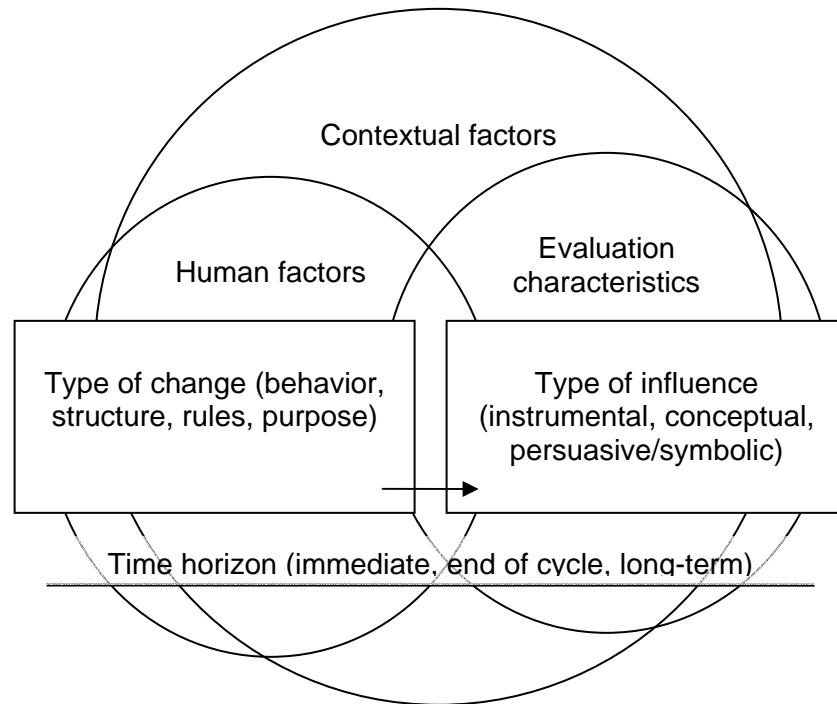 Contextual factors
Human factors
Evaluation
characteristics
Type of change (behavior,
structure, rules, purpose)
Type of influence
(instrumental, conceptual,
persuasive/symbolic)
Time horizon (immediate, end of cycle, long-term)